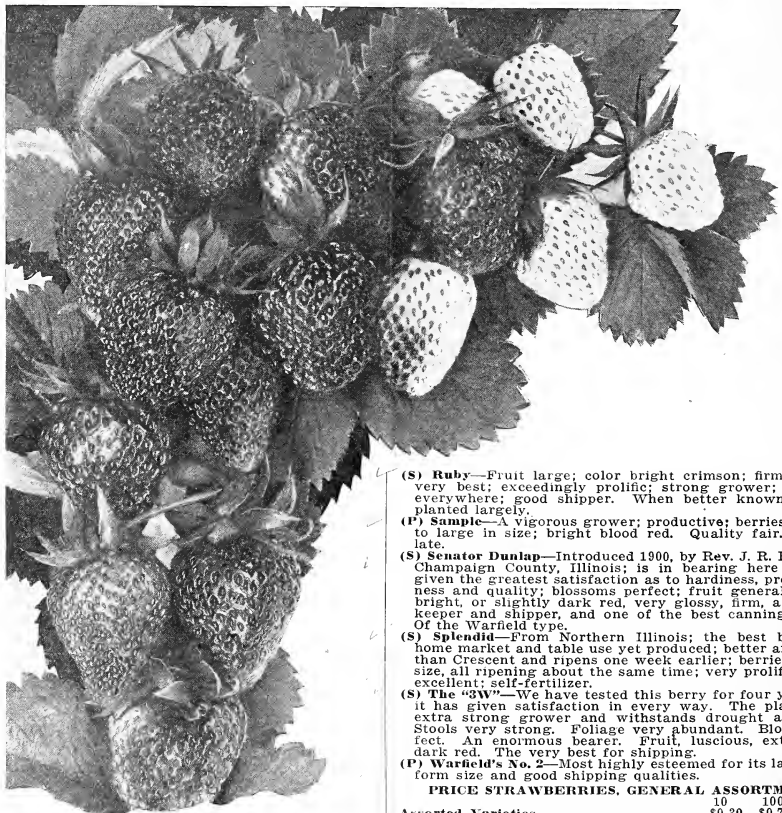 (S) Ruby—Fruit large; color bright crimson; firm
very best; exceedingly prolific; strong grower;
everywhere; good shipper. When better known
planted largely.
(P) Sample—A vigorous grower; productive; berries
to large in size; bright blood red. Quality fair.
late.
(S) Senator Dunlap—Introduced 1900, by Rev. J. R.
Champaign County, Illinois; is in bearing here
given the greatest satisfaction as to hardiness, pro
ness and quality; blossoms perfect; fruit general
bright, or slightly dark red, very glossy, firm, a
keeper and shipper, and one of the best canning
Of the Warfield type.
(S) Splendid—From Northern Illinois; the best b
home market and table use yet produced; better a
than Crescent and ripens one week earlier; berrie
size, all ripening about the same time; very prolif
excellent; self-fertilizer.
(S) The "3W"—We have tested this berry for four y
it has given satisfaction in every way. The pla
extra strong grower and withstands drought a
Stools very strong. Foliage very abundant. Blo
fect. An enormous bearer. Fruit, luscious, ext
dark red. The very best for shipping.
(P) Warfield's No. 2—Most highly esteemed for its la
form size and good shipping qualities.
PRICE STRAWBERRIES, GENERAL ASSORTM
10 100
Assorted Varieties